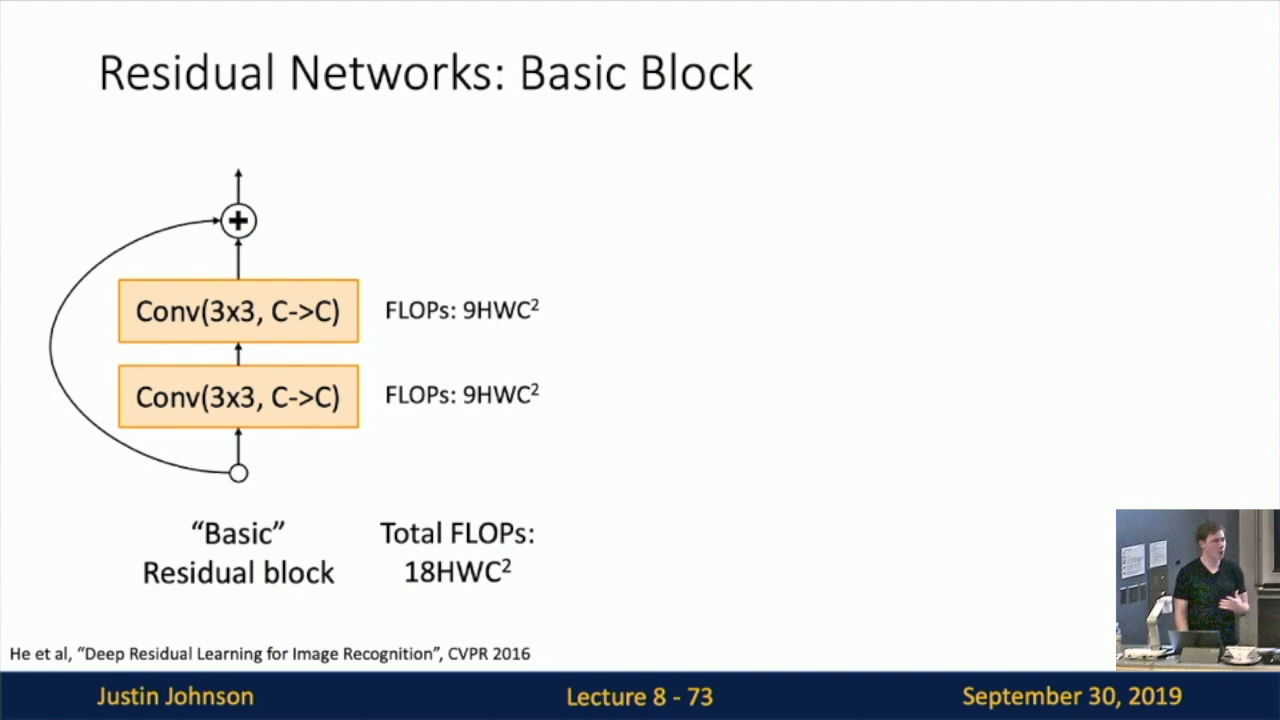 Residual Networks: Basic Block
Conv(3x3, C->C) FLOPs: 9HWC²
Conv(3x3, C->C) FLOPs: 9HWC²
“Basic” Total FLOPs:
Residual block 18HWC²
He et al, “Deep Residual Learning for Image Recognition”, CVPR 2016
Justin Johnson Lecture 8 - 73 September 30, 2019